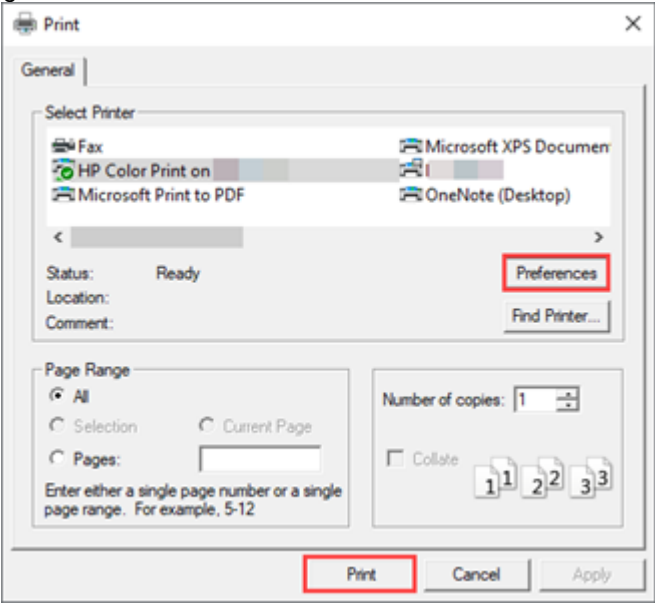 Print
General
Select Printer
Fax
Microsoft XPS Documen
HP Color Print on
Microsoft Print to PDF
OneNote (Desktop)
Status: Ready
Preferences
Location:
Comment:
Find Printer...
Page Range
All
Selection
Current Page
Pages:
Enter either a single page number or a single
page range. For example, 5-12
Number of copies: 1
Collate
1 1 2 2 3 3
Print
Cancel
Apply